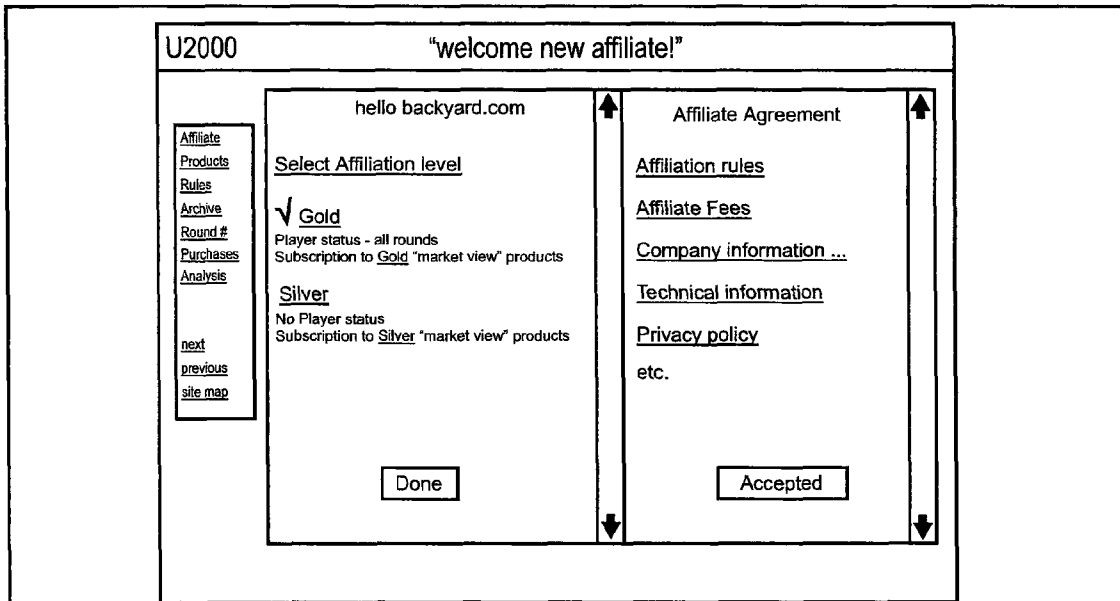 U2000 “welcome new affiliate!”
Affiliate
Products
Rules
Archive
Round #
Purchases
Analysis
next
previous
site map
hello backyard.com
Select Affiliation level
√ Gold
Player status - all rounds
Subscription to Gold “market view” products
Silver
No Player status
Subscription to Silver “market view” products
Done
Affiliate Agreement
Affiliation rules
Affiliate Fees
Company information ...
Technical information
Privacy policy
etc.
Accepted